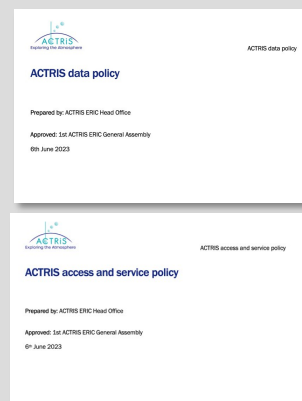 ACTRIS
Exploring the Atmosphere
ACTRIS data policy
ACTRIS data policy
Prepared by: ACTRIS ERIC Head Office
Approved: 1st ACTRIS ERIC General Assembly
6th June 2023
ACTRIS
Exploring the Atmosphere
ACTRIS access and service policy
ACTRIS access and service policy
Prepared by: ACTRIS ERIC Head Office
Approved: 1st ACTRIS ERIC General Assembly
6th June 2023